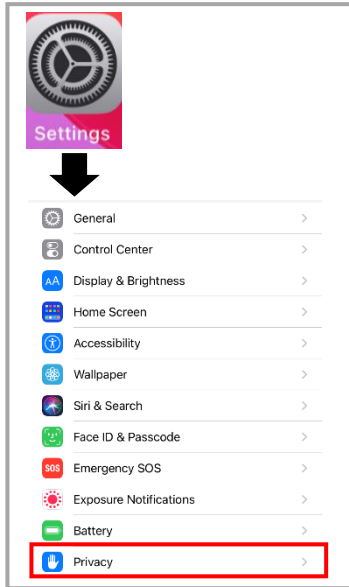 Settings
General
Control Center
AA Display & Brightness
Home Screen
Accessibility
Wallpaper
Siri & Search
Face ID & Passcode
SOS Emergency SOS
Exposure Notifications
Battery
Privacy